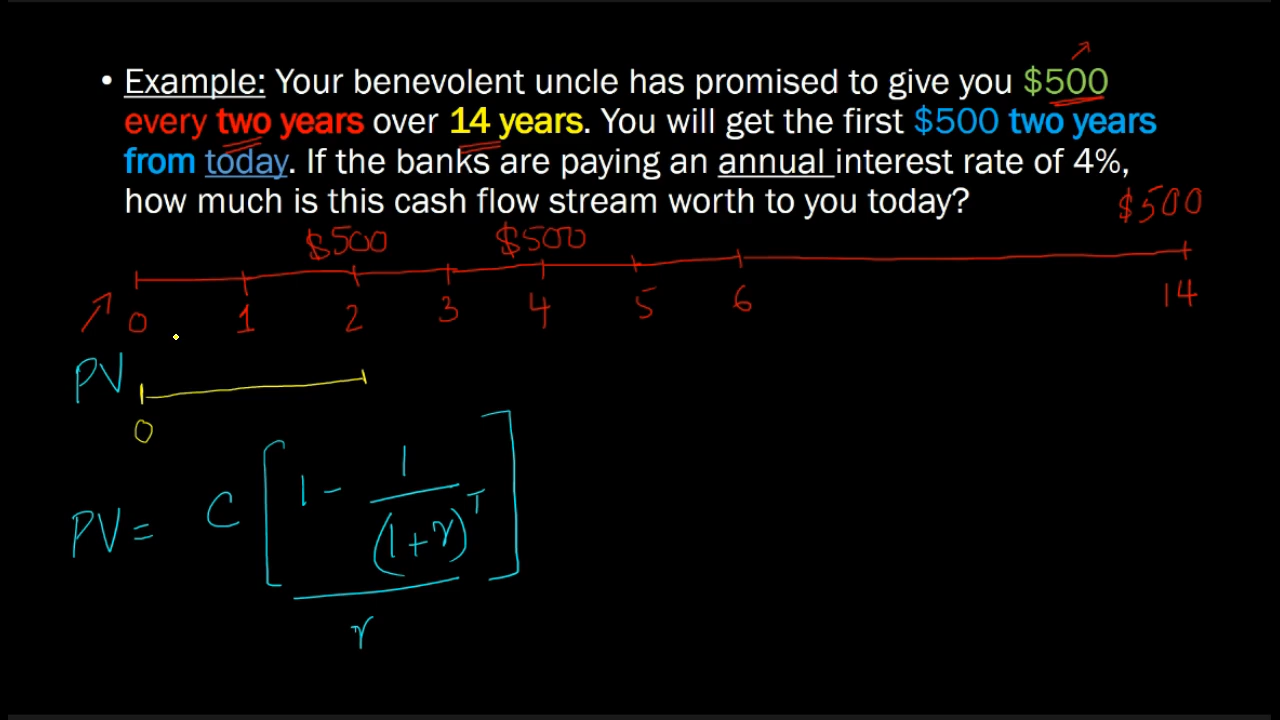 • Example: Your benevolent uncle has promised to give you $500
every two years over 14 years. You will get the first $500 two years
from today. If the banks are paying an annual interest rate of 4%,
how much is this cash flow stream worth to you today?
$500
$500 $500
0 1 2 3 4 5 6 14
PV
0
PV = C [1 - 1
(1+r)^T]
r